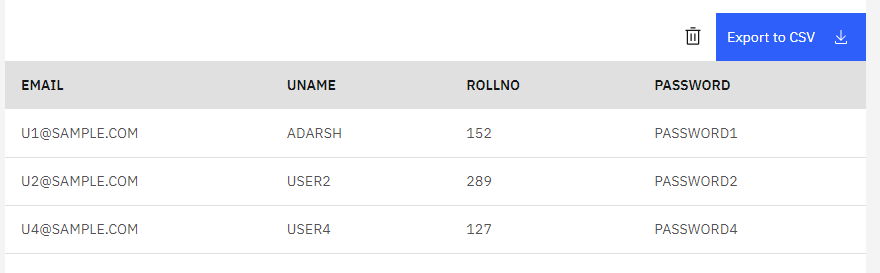 Export to CSV
EMAIL UNAME ROLLNO PASSWORD
U1@SAMPLE.COM ADARSH 152 PASSWORD1
U2@SAMPLE.COM USER2 289 PASSWORD2
U4@SAMPLE.COM USER4 127 PASSWORD4